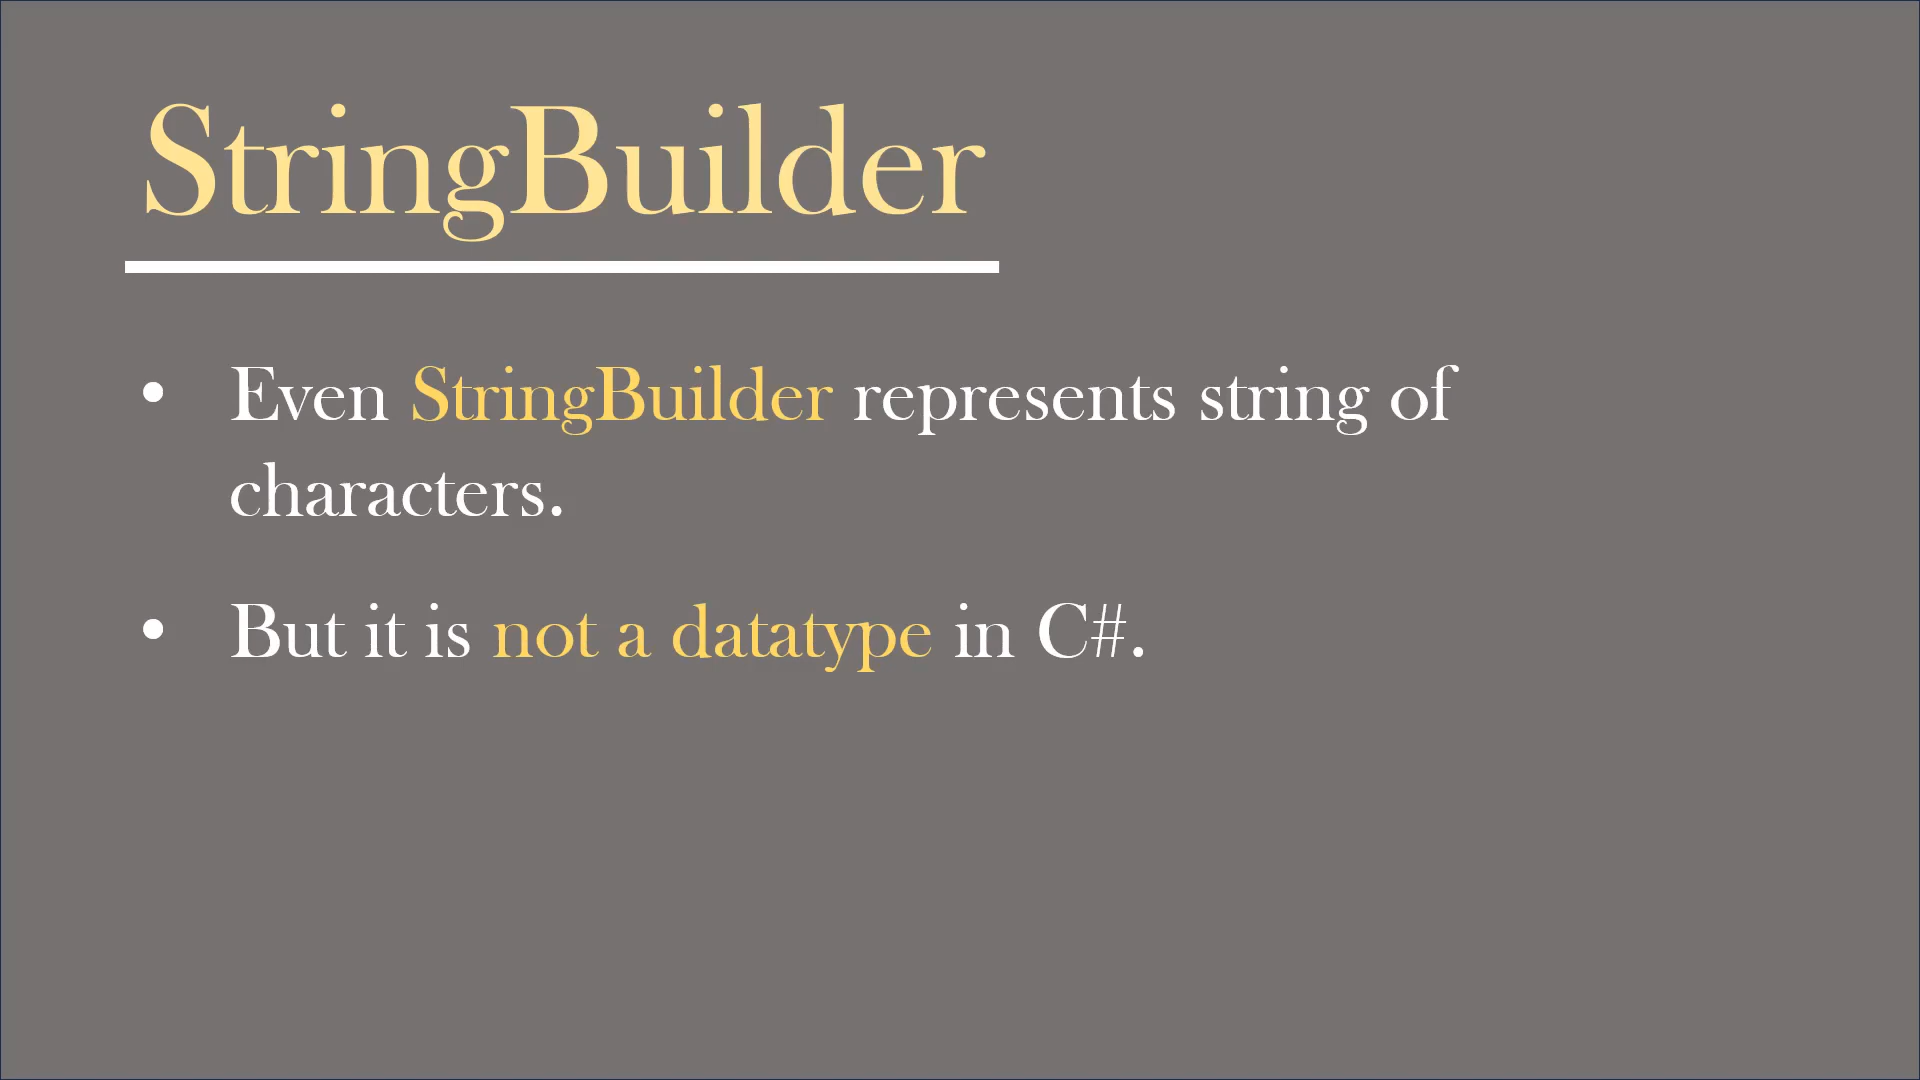 StringBuilder
• Even StringBuilder represents string of
characters.
• But it is not a datatype in C#.